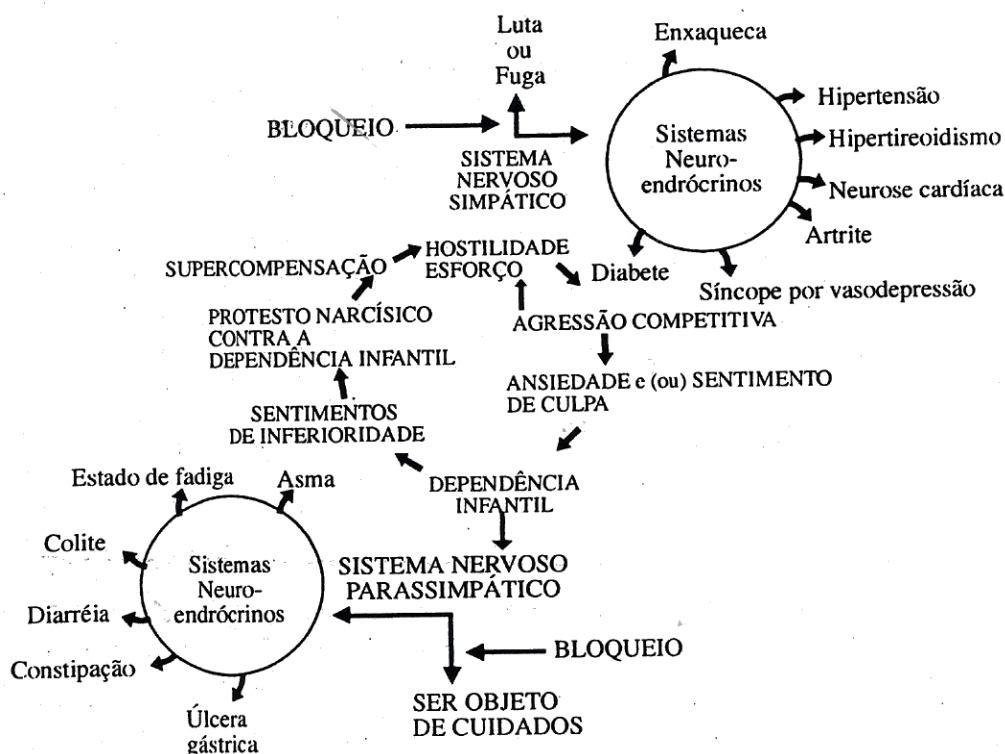 Luta
ou
Fuga
Enxaqueca
BLOQUEIO
Hipertensão
Sistemas
Neuro-
endrócrinos
Hipertireoidismo
SISTEMA
NERVOSO
SIMPÁTICO
Neurose cardíaca
Artrite
Diabete
Síncope por vasodepressão
SUPERCOMPENSAÇÃO
HOSTILIDADE
ESFORÇO
PROTESTO NARCÍSICO
CONTRA A
DEPENDÊNCIA INFANTIL
AGRESSÃO COMPETITIVA
ANSIEDADE e (ou) SENTIMENTO
DE CULPA
SENTIMENTOS
DE INFERIORIDADE
DEPENDÊNCIA
INFANTIL
Estado de fadiga
Asma
Colite
Sistemas
Neuro-
endrócrinos
SISTEMA NERVOSO
PARASSIMPÁTICO
Diarréia
Constipação
Úlcera
gástrica
BLOQUEIO
SER OBJETO
DE CUIDADOS